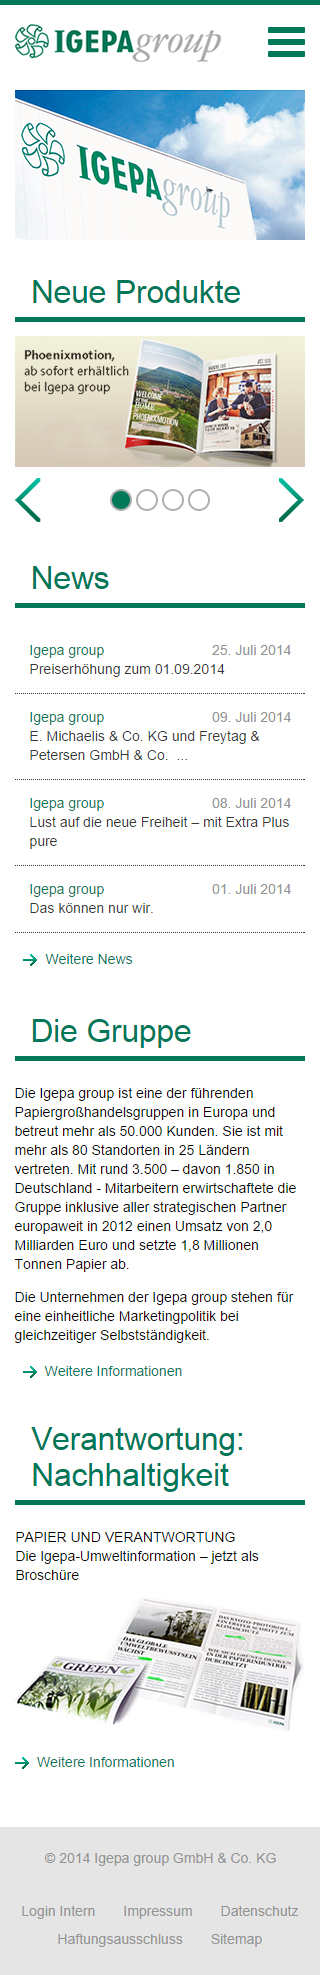 IGEPAgroup
IGEPAgroup
Neue Produkte
Phoenixmotion,
ab sofort erhältlich
bei Igepa group
WELCOME
HOME
PHOENIXMOTION
News
Igepa group 25. Juli 2014
Preiserhöhung zum 01.09.2014
Igepa group 09. Juli 2014
E. Michaelis & Co. KG und Freytag &
Petersen GmbH & Co.  ...
Igepa group 08. Juli 2014
Lust auf die neue Freiheit – mit Extra Plus
pure
Igepa group 01. Juli 2014
Das können nur wir.
Weitere News
Die Gruppe
Die Igepa group ist eine der führenden
Papiergroßhandelsgruppen in Europa und
betreut mehr als 50.000 Kunden. Sie ist mit
mehr als 80 Standorten in 25 Ländern
vertreten. Mit rund 3.500 – davon 1.850 in
Deutschland - Mitarbeitern erwirtschaftete die
Gruppe inklusive aller strategischen Partner
europaweit in 2012 einen Umsatz von 2,0
Milliarden Euro und setzte 1,8 Millionen
Tonnen Papier ab.
Die Unternehmen der Igepa group stehen für
eine einheitliche Marketingpolitik bei
gleichzeitiger Selbstständigkeit.
Weitere Informationen
Verantwortung:
Nachhaltigkeit
PAPIER UND VERANTWORTUNG
Die Igepa-Umweltinformation – jetzt als
Broschüre
DAS KYOTO-PROTOKOLL,
EIN ERSTER SCHRITT ZUM
KLIMASCHUTZ
DAS GLOBALE
UMWELTBEWUSSTSEIN
WÄCHST
WIE SICH GRÜNES DENKEN
IN DER PAPIERINDUSTRIE
DURCHSETZT
GREEN
Weitere Informationen
© 2014 Igepa group GmbH & Co. KG
Login Intern Impressum Datenschutz
Haftungsausschluss Sitemap